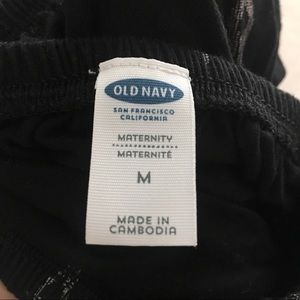 OLD NAVY
SAN FRANCISCO
CALIFORNIA
MATERNITY
MATERNITÉ
M
MADE IN
CAMBODIA